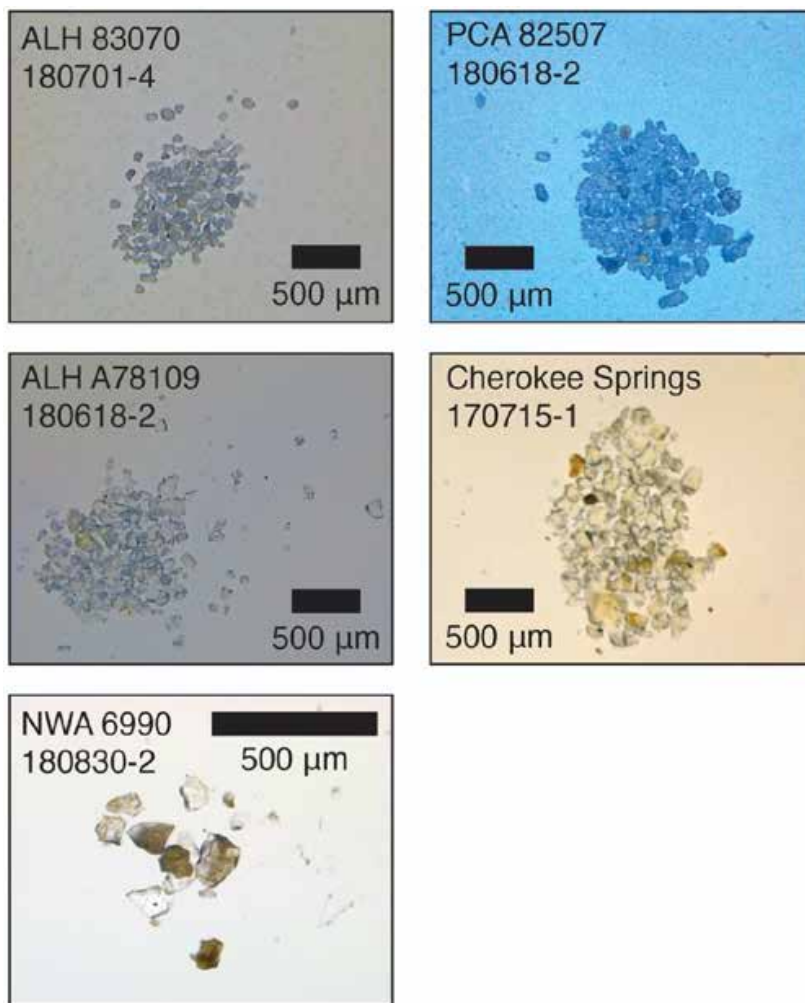 ALH 83070
180701-4
500 μm
PCA 82507
180618-2
500 μm
ALH A78109
180618-2
500 μm
Cherokee Springs
170715-1
500 μm
NWA 6990
180830-2
500 μm